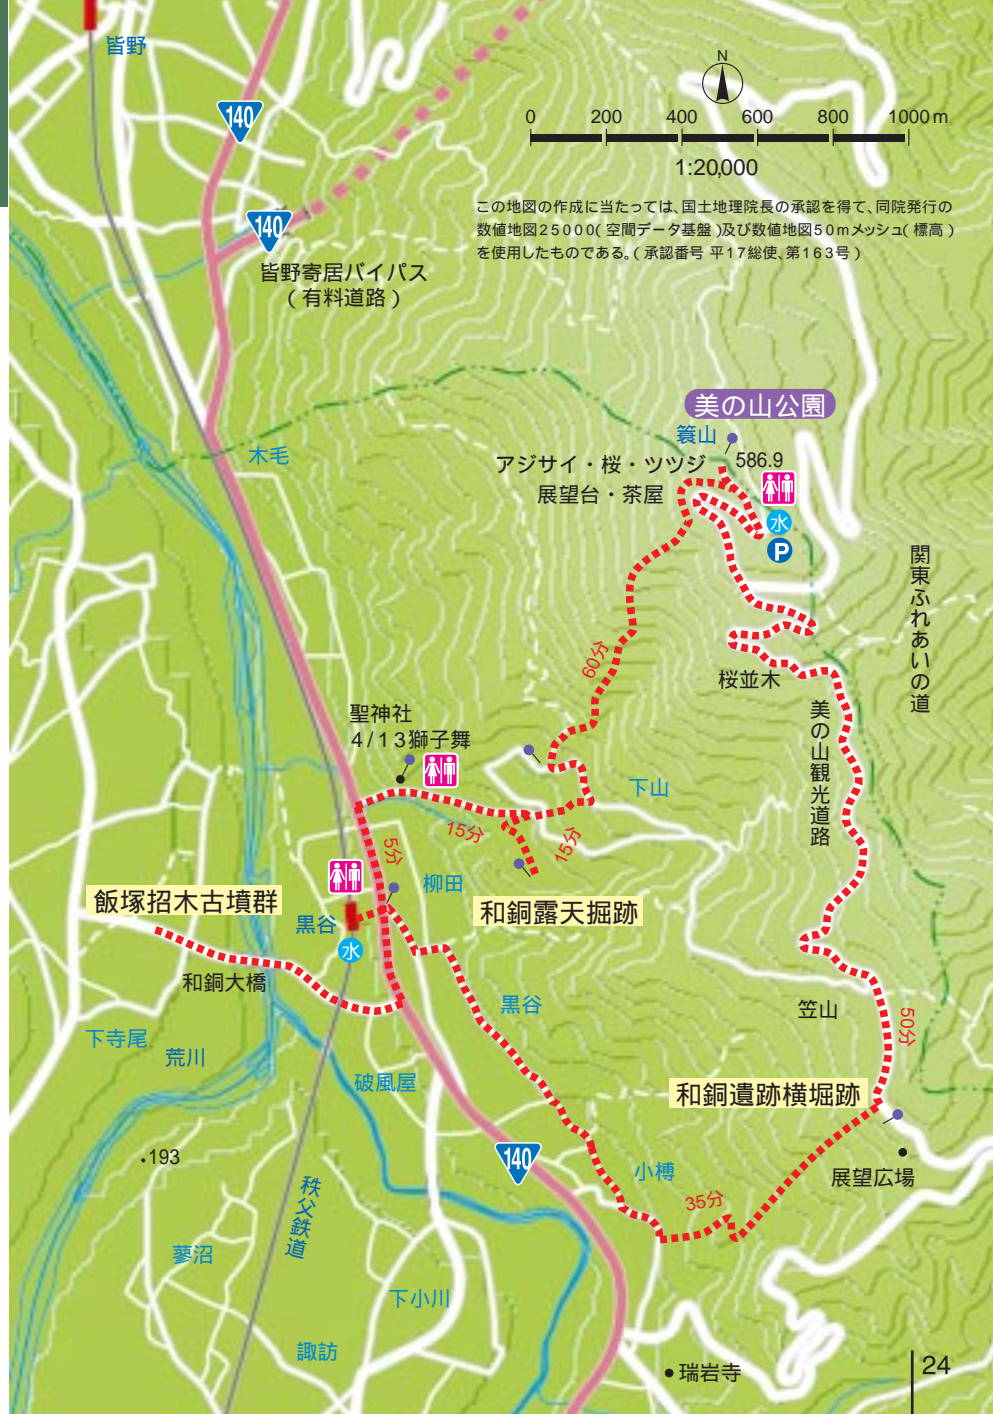 皆野
N
140
0 200 400 600 800 1000m
1:20,000
この地図の作成に当たっては、国土地理院長の承認を得て、同院発行の
数値地図25000(空間データ基盤)及び数値地図50mメッシュ(標高)
を使用したものである。(承認番号 平17総使、第163号)
140
皆野寄居バイパス
(有料道路)
美の山公園
蓑山
木毛
アジサイ・桜・ツツジ
586.9
展望台・茶屋
水
P
関東ふれあいの道
60分
桜並木
美の山観光道路
聖神社
4/13獅子舞
下山
15分
15分
5分
柳田
飯塚招木古墳群
和銅露天掘跡
黒谷
水
和銅大橋
黒谷
笠山
50分
下寺尾
荒川
破風屋
和銅遺跡横堀跡
・193
140
展望広場
小榑
35分
秩父鉄道
蓼沼
下小川
諏訪
瑞岩寺
24